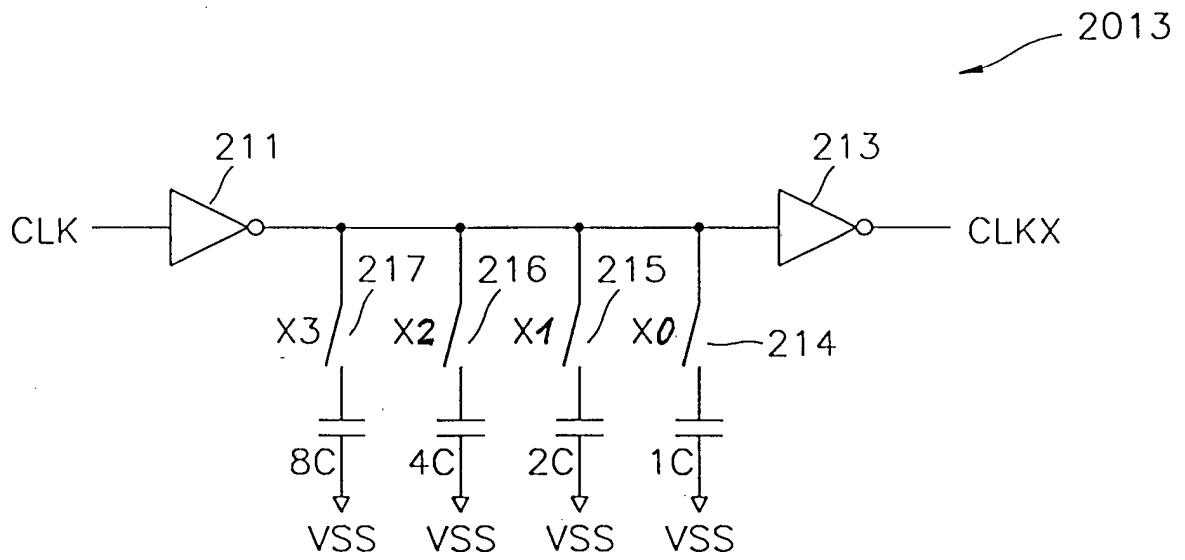 2013
211
213
CLK
CLKX
217
216
215
X3
X2
X1
X0
214
8C
4C
2C
1C
VSS
VSS
VSS
VSS